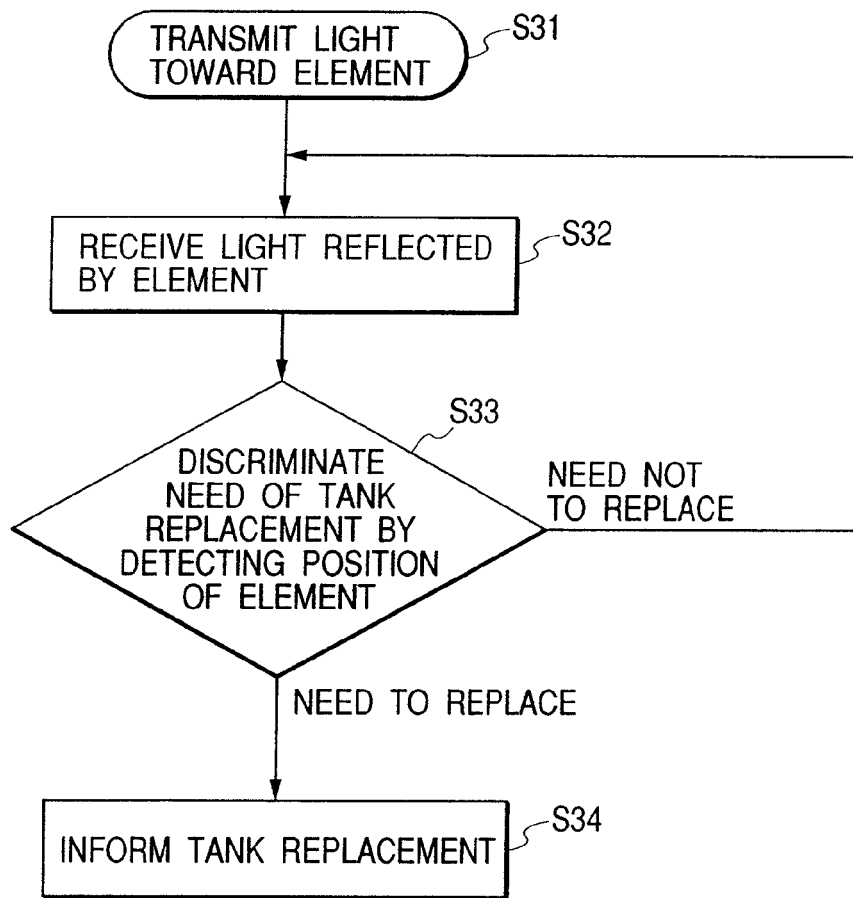 TRANSMIT LIGHT
TOWARD ELEMENT
S31
RECEIVE LIGHT REFLECTED
BY ELEMENT
S32
S33
DISCRIMINATE
NEED OF TANK
REPLACEMENT BY
DETECTING POSITION
OF ELEMENT
NEED NOT
TO REPLACE
NEED TO REPLACE
S34
INFORM TANK REPLACEMENT